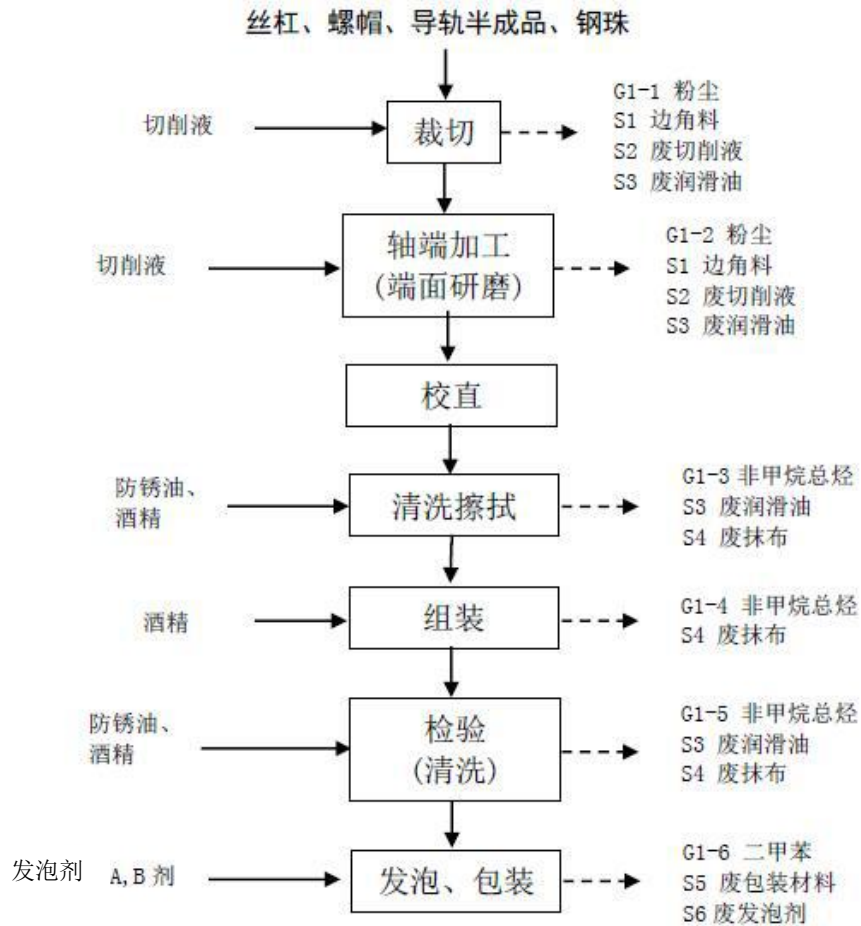 丝杠、螺帽、导轨半成品、钢珠
切削液
裁切
G1-1 粉尘
S1 边角料
S2 废切削液
S3 废润滑油
切削液
轴端加工
(端面研磨)
G1-2 粉尘
S1 边角料
S2 废切削液
S3 废润滑油
校直
防锈油、
酒精
清洗擦拭
G1-3 非甲烷总烃
S3 废润滑油
S4 废抹布
酒精
组装
G1-4 非甲烷总烃
S4 废抹布
防锈油、
酒精
检验
(清洗)
G1-5 非甲烷总烃
S3 废润滑油
S4 废抹布
发泡剂 A,B 剂
发泡、包装
G1-6 二甲苯
S5 废包装材料
S6 废发泡剂